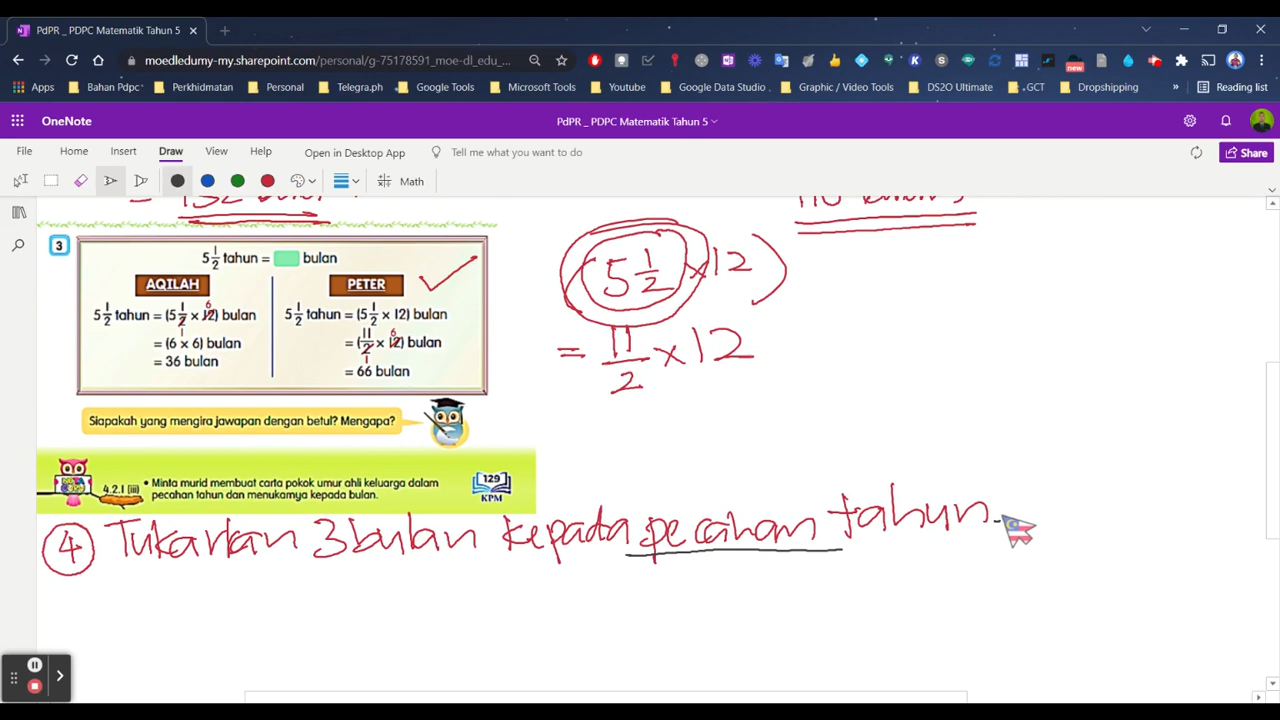 PdPR _ PDPC Matematik Tahun 5
moedledumy-my.sharepoint.com/personal/g-75178591_moe-dl_edu_...
Apps Bahan Pdpc Perkhidmatan Personal Telegra.ph Google Tools Microsoft Tools Youtube Google Data Studio Graphic / Video Tools DS2O Ultimate GCT Dropshipping » Reading list
OneNote PdPR _ PDPC Matematik Tahun 5
File Home Insert Draw View Help Open in Desktop App Tell me what you want to do Share
Math
= 132 bulan
3
5 1/2 tahun = bulan
AQILAH
5 1/2 tahun = (5 1/2 × 12) bulan
6
1
= (6 × 6) bulan
= 36 bulan
PETER
5 1/2 tahun = (5 1/2 × 12) bulan
= (11/2 × 12) bulan
6
1
= 66 bulan
Siapakah yang mengira jawapan dengan betul? Mengapa?
4.2.1 (iii) • Minta murid membuat carta pokok umur ahli keluarga dalam
pecahan tahun dan menukarnya kepada bulan.
129
KPM
5 1/2 × 12)
= 11/2 × 12
4 Tukarkan 3 bulan kepada pecahan tahun.